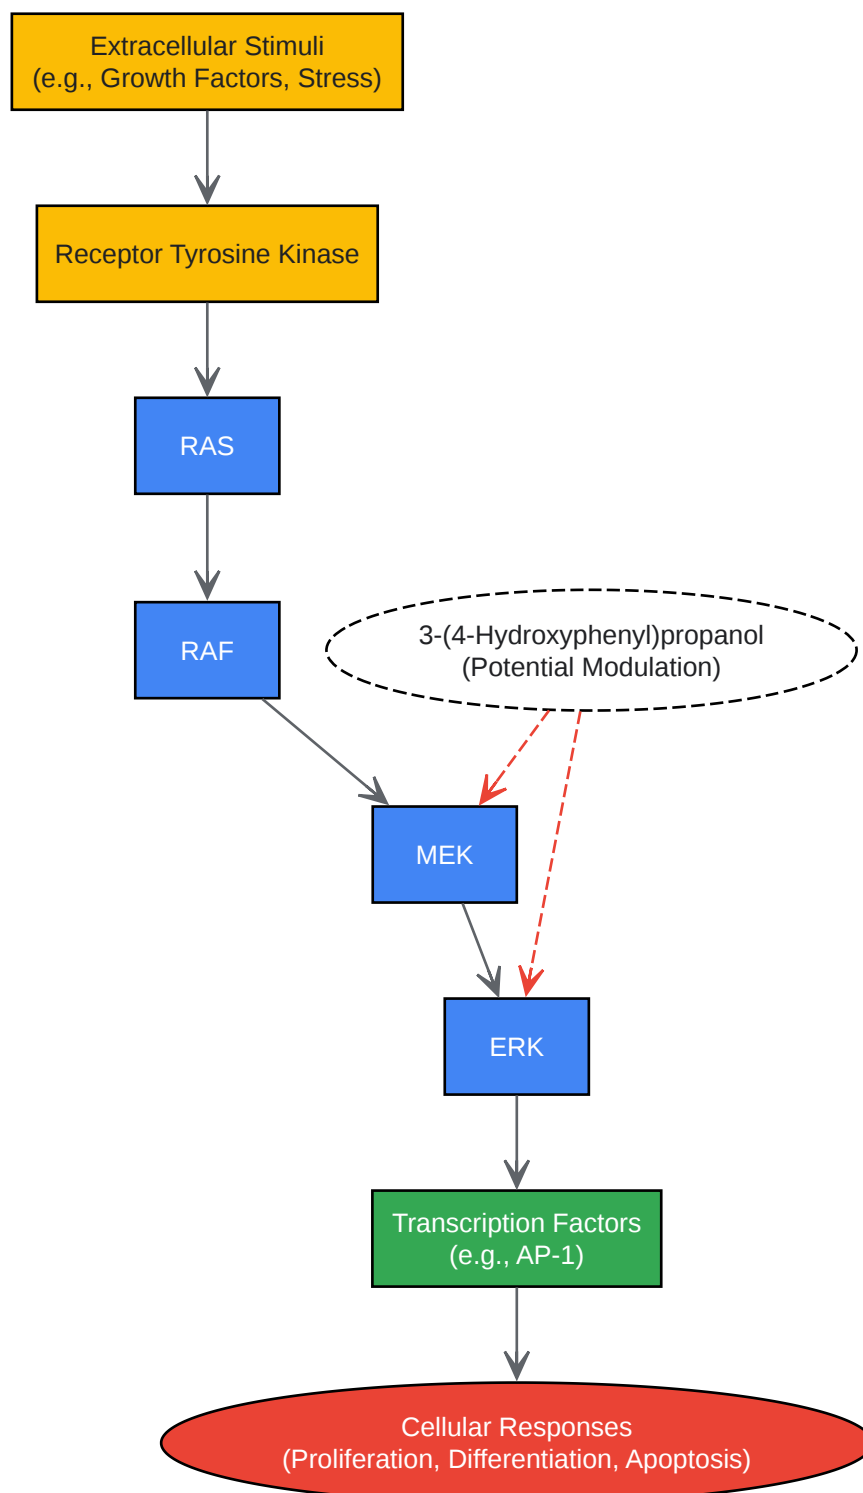 Extracellular Stimuli
(e.g., Growth Factors, Stress)
Receptor Tyrosine Kinase
RAS
RAF
3-(4-Hydroxyphenyl)propanol
(Potential Modulation)
MEK
ERK
Transcription Factors
(e.g., AP-1)
Cellular Responses
(Proliferation, Differentiation, Apoptosis)